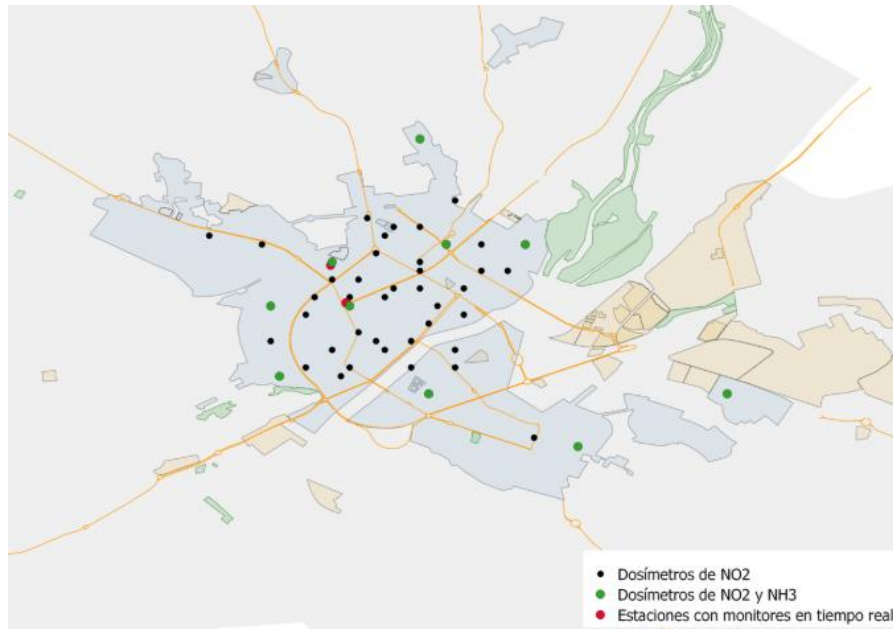 Dosímetros de NO2
Dosímetros de NO2 y NH3
Estaciones con monitores en tiempo real